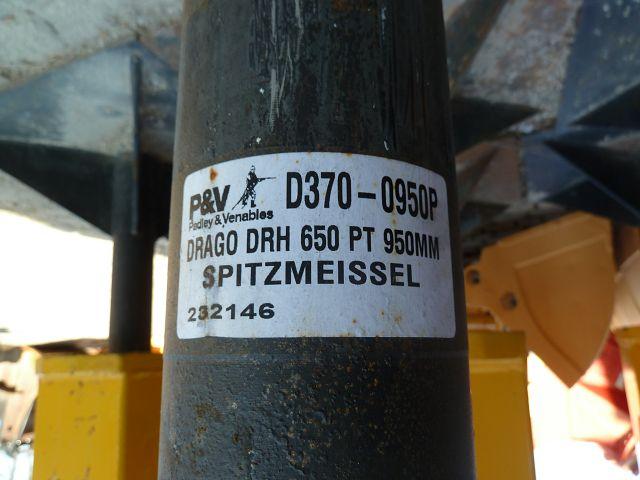 P&V D370-0950P
Padley & Venables
DRAGO DRH 650 PT 950MM
SPITZMEISSEL
232146